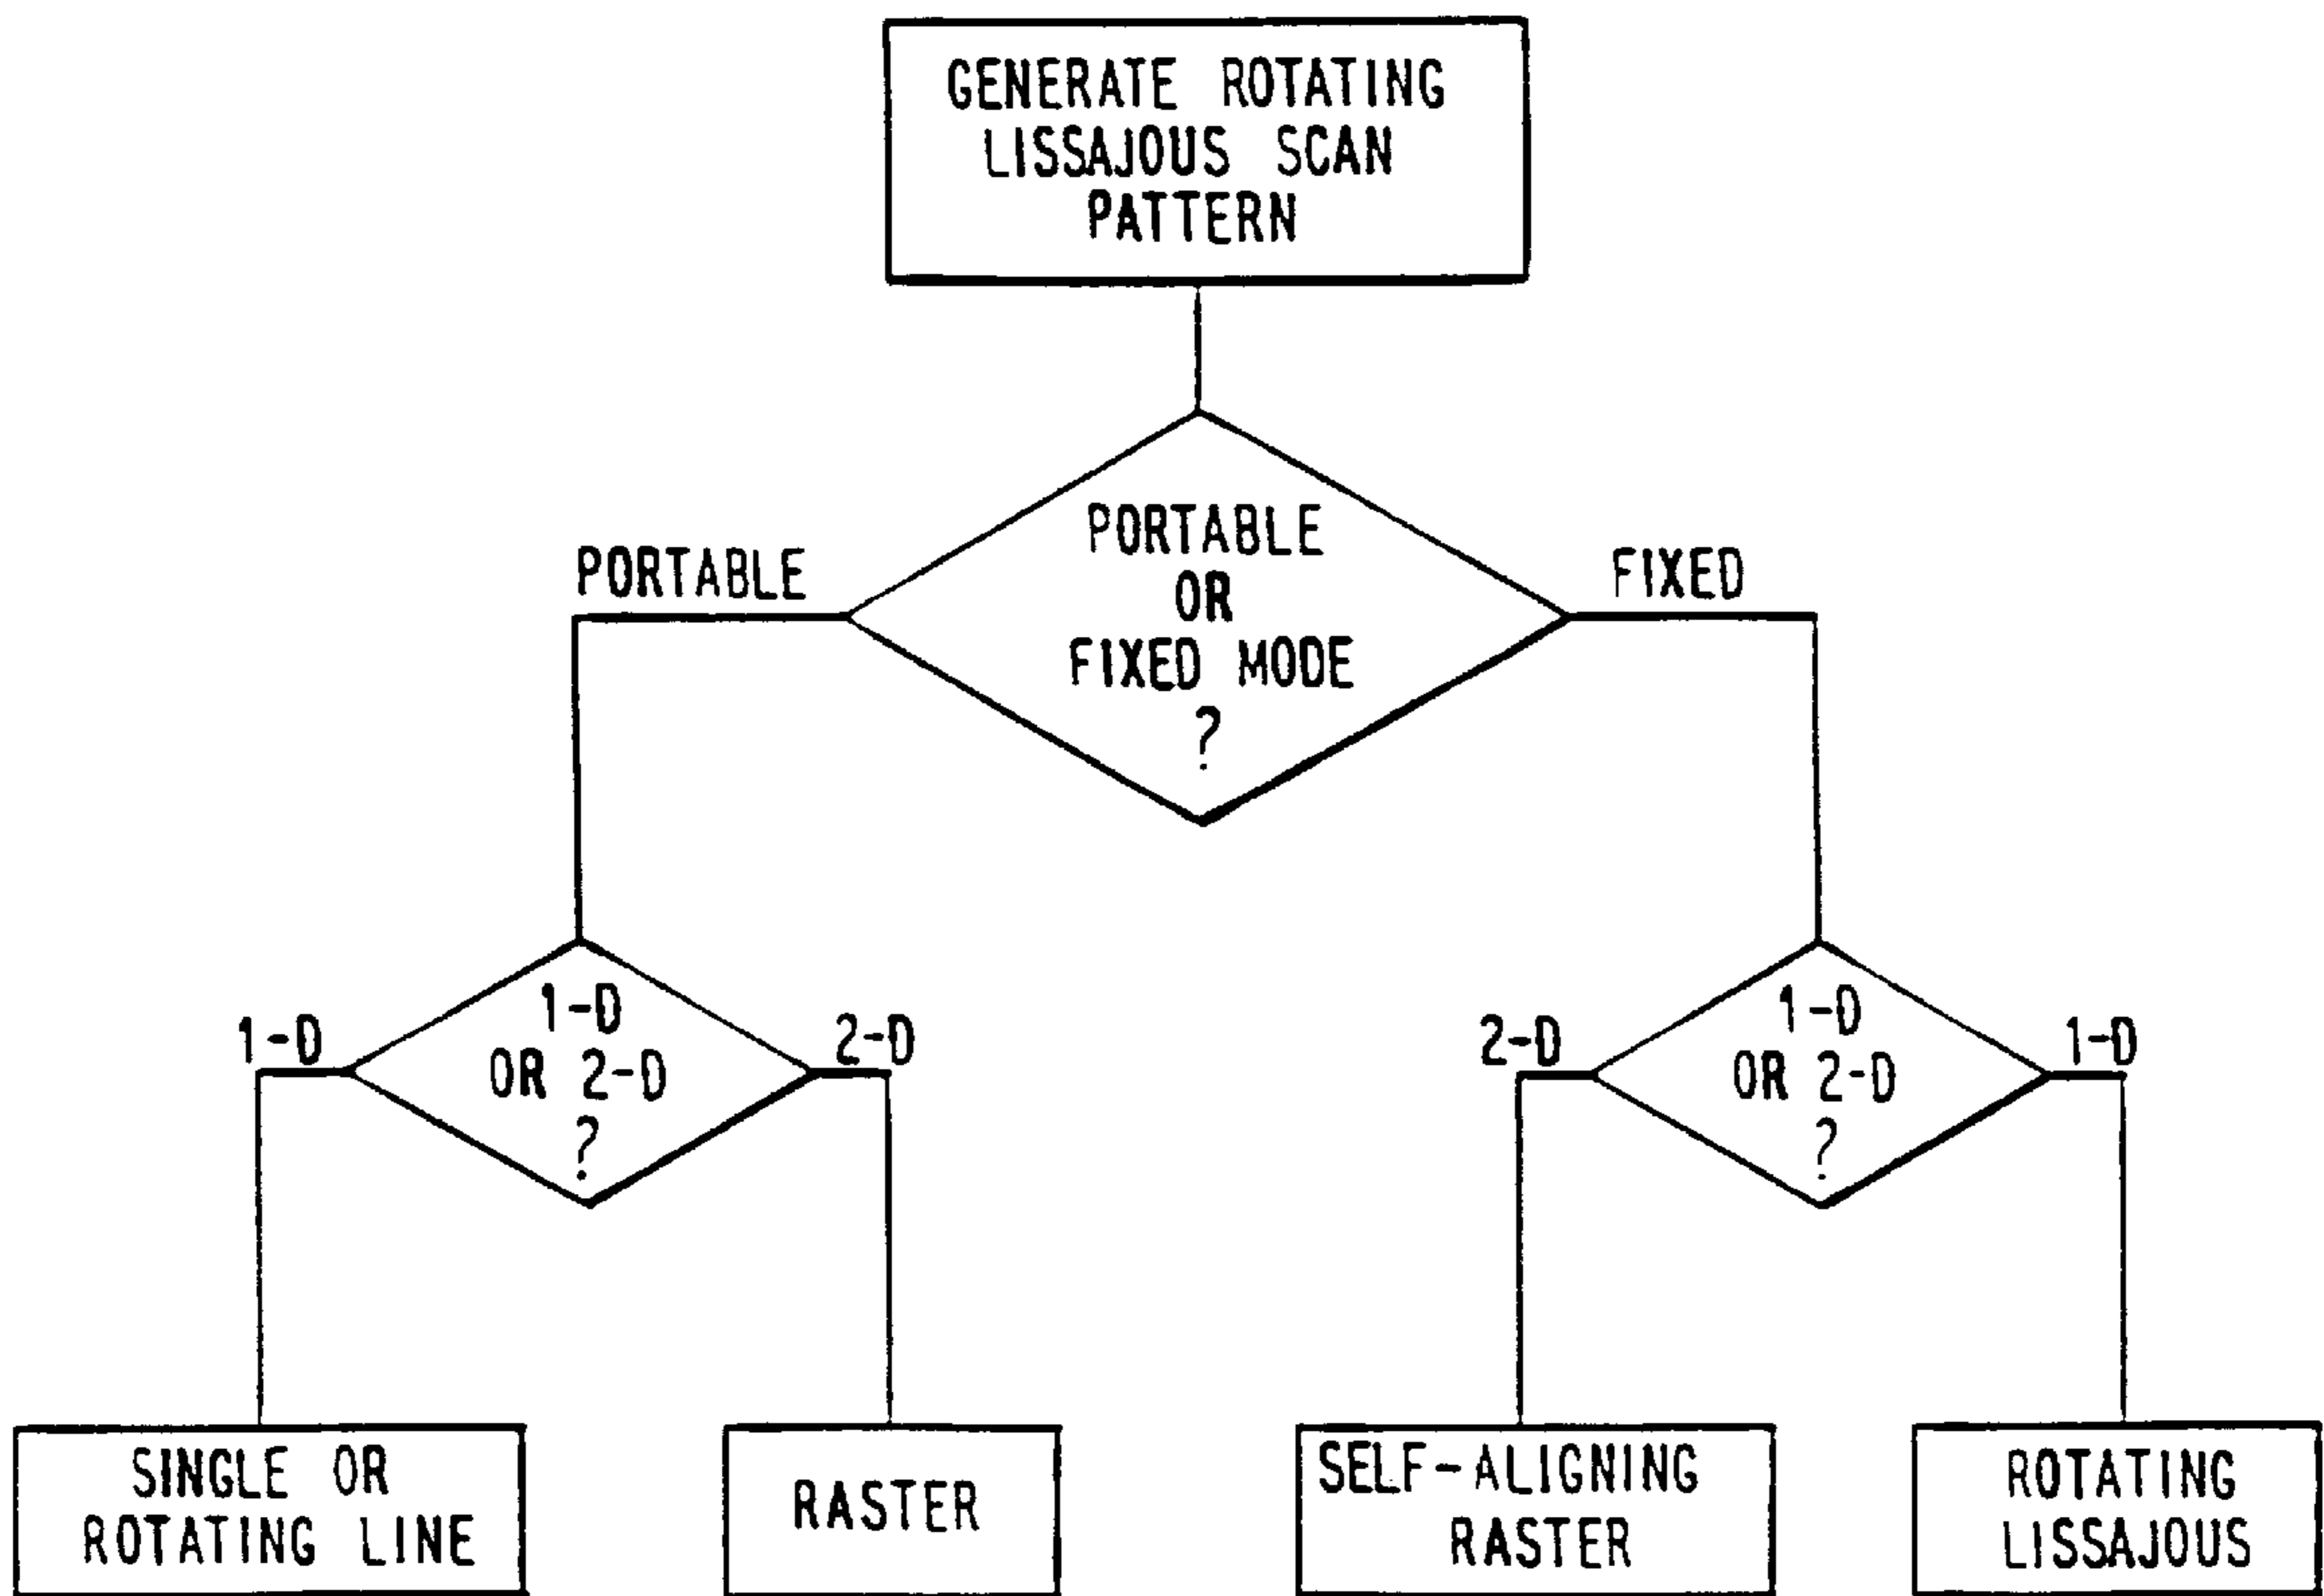 GENERATE ROTATING
LISSAJOUS SCAN
PATTERN
PORTABLE
OR
FIXED MODE
?
PORTABLE
FIXED
1-D
OR 2-D
?
1-D
2-D
1-D
OR 2-D
?
2-D
1-D
SINGLE OR
ROTATING LINE
RASTER
SELF-ALIGNING
RASTER
ROTATING
LISSAJOUS